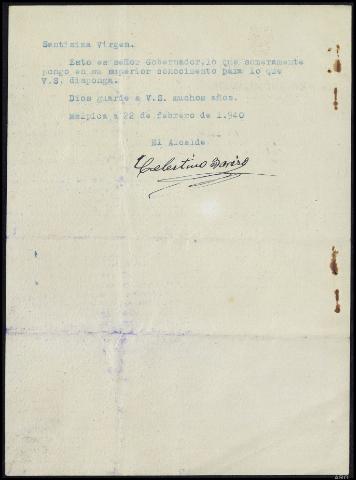 Santísima Virgen.
Esto es señor Gobernador, lo que someramente
pongo en su superior conocimiento para lo que
V.S. disponga.
Dios guarde a V.S. muchos años.
Malpica a 22 de febrero de 1.940
El Alcalde
Celestino